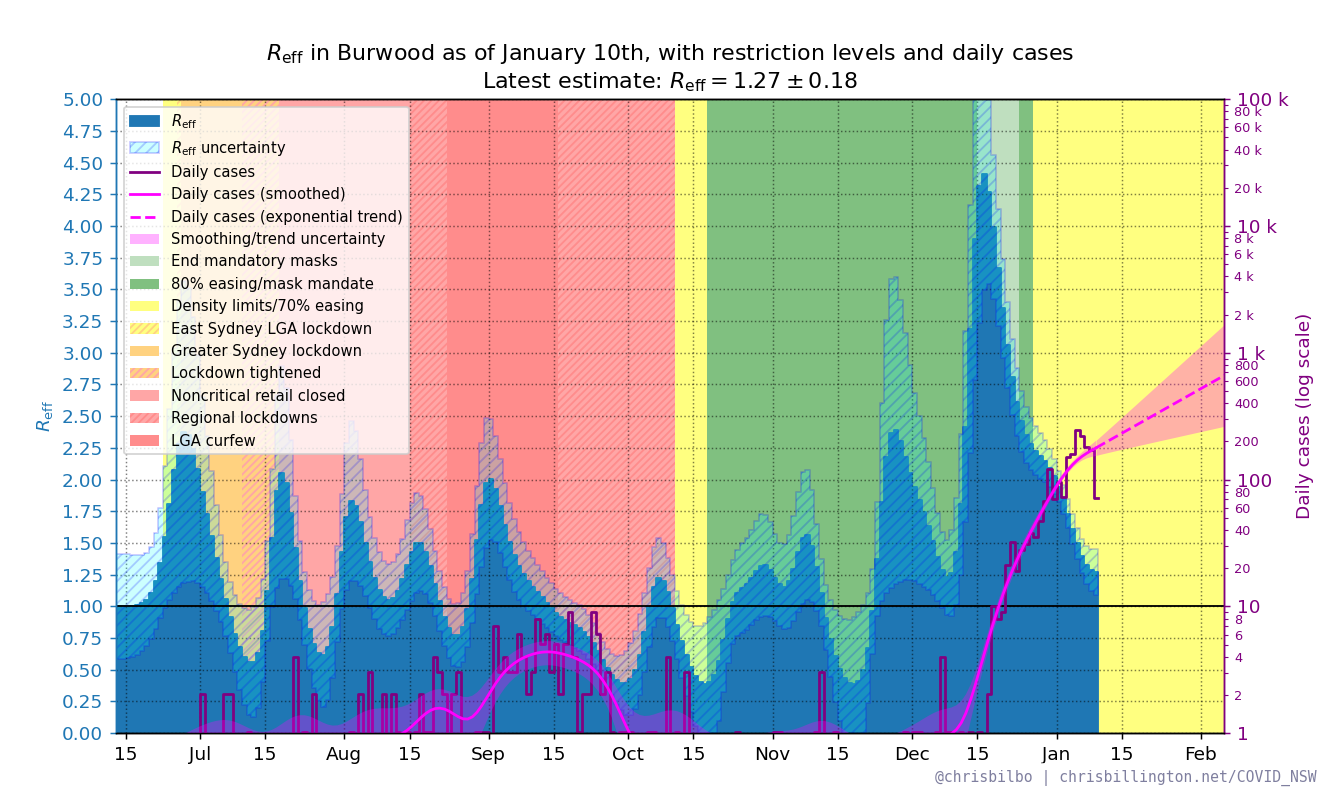 Reff in Burwood as of January 10th, with restriction levels and daily cases
Latest estimate: Reff = 1.27 ± 0.18
Reff
5.00
4.75
4.50
4.25
4.00
3.75
3.50
3.25
3.00
2.75
2.50
2.25
2.00
1.75
1.50
1.25
1.00
0.75
0.50
0.25
0.00
Reff
Reff uncertainty
Daily cases
Daily cases (smoothed)
Daily cases (exponential trend)
Smoothing/trend uncertainty
End mandatory masks
80% easing/mask mandate
Density limits/70% easing
East Sydney LGA lockdown
Greater Sydney lockdown
Lockdown tightened
Noncritical retail closed
Regional lockdowns
LGA curfew
100 k
80 k
60 k
40 k
20 k
10 k
8 k
6 k
4 k
2 k
1 k
800
600
400
200
100
80
60
40
20
10
8
6
4
2
1
Daily cases (log scale)
15 Jul 15 Aug 15 Sep 15 Oct 15 Nov 15 Dec 15 Jan 15 Feb
@chrisbilbo | chrisbillington.net/COVID_NSW